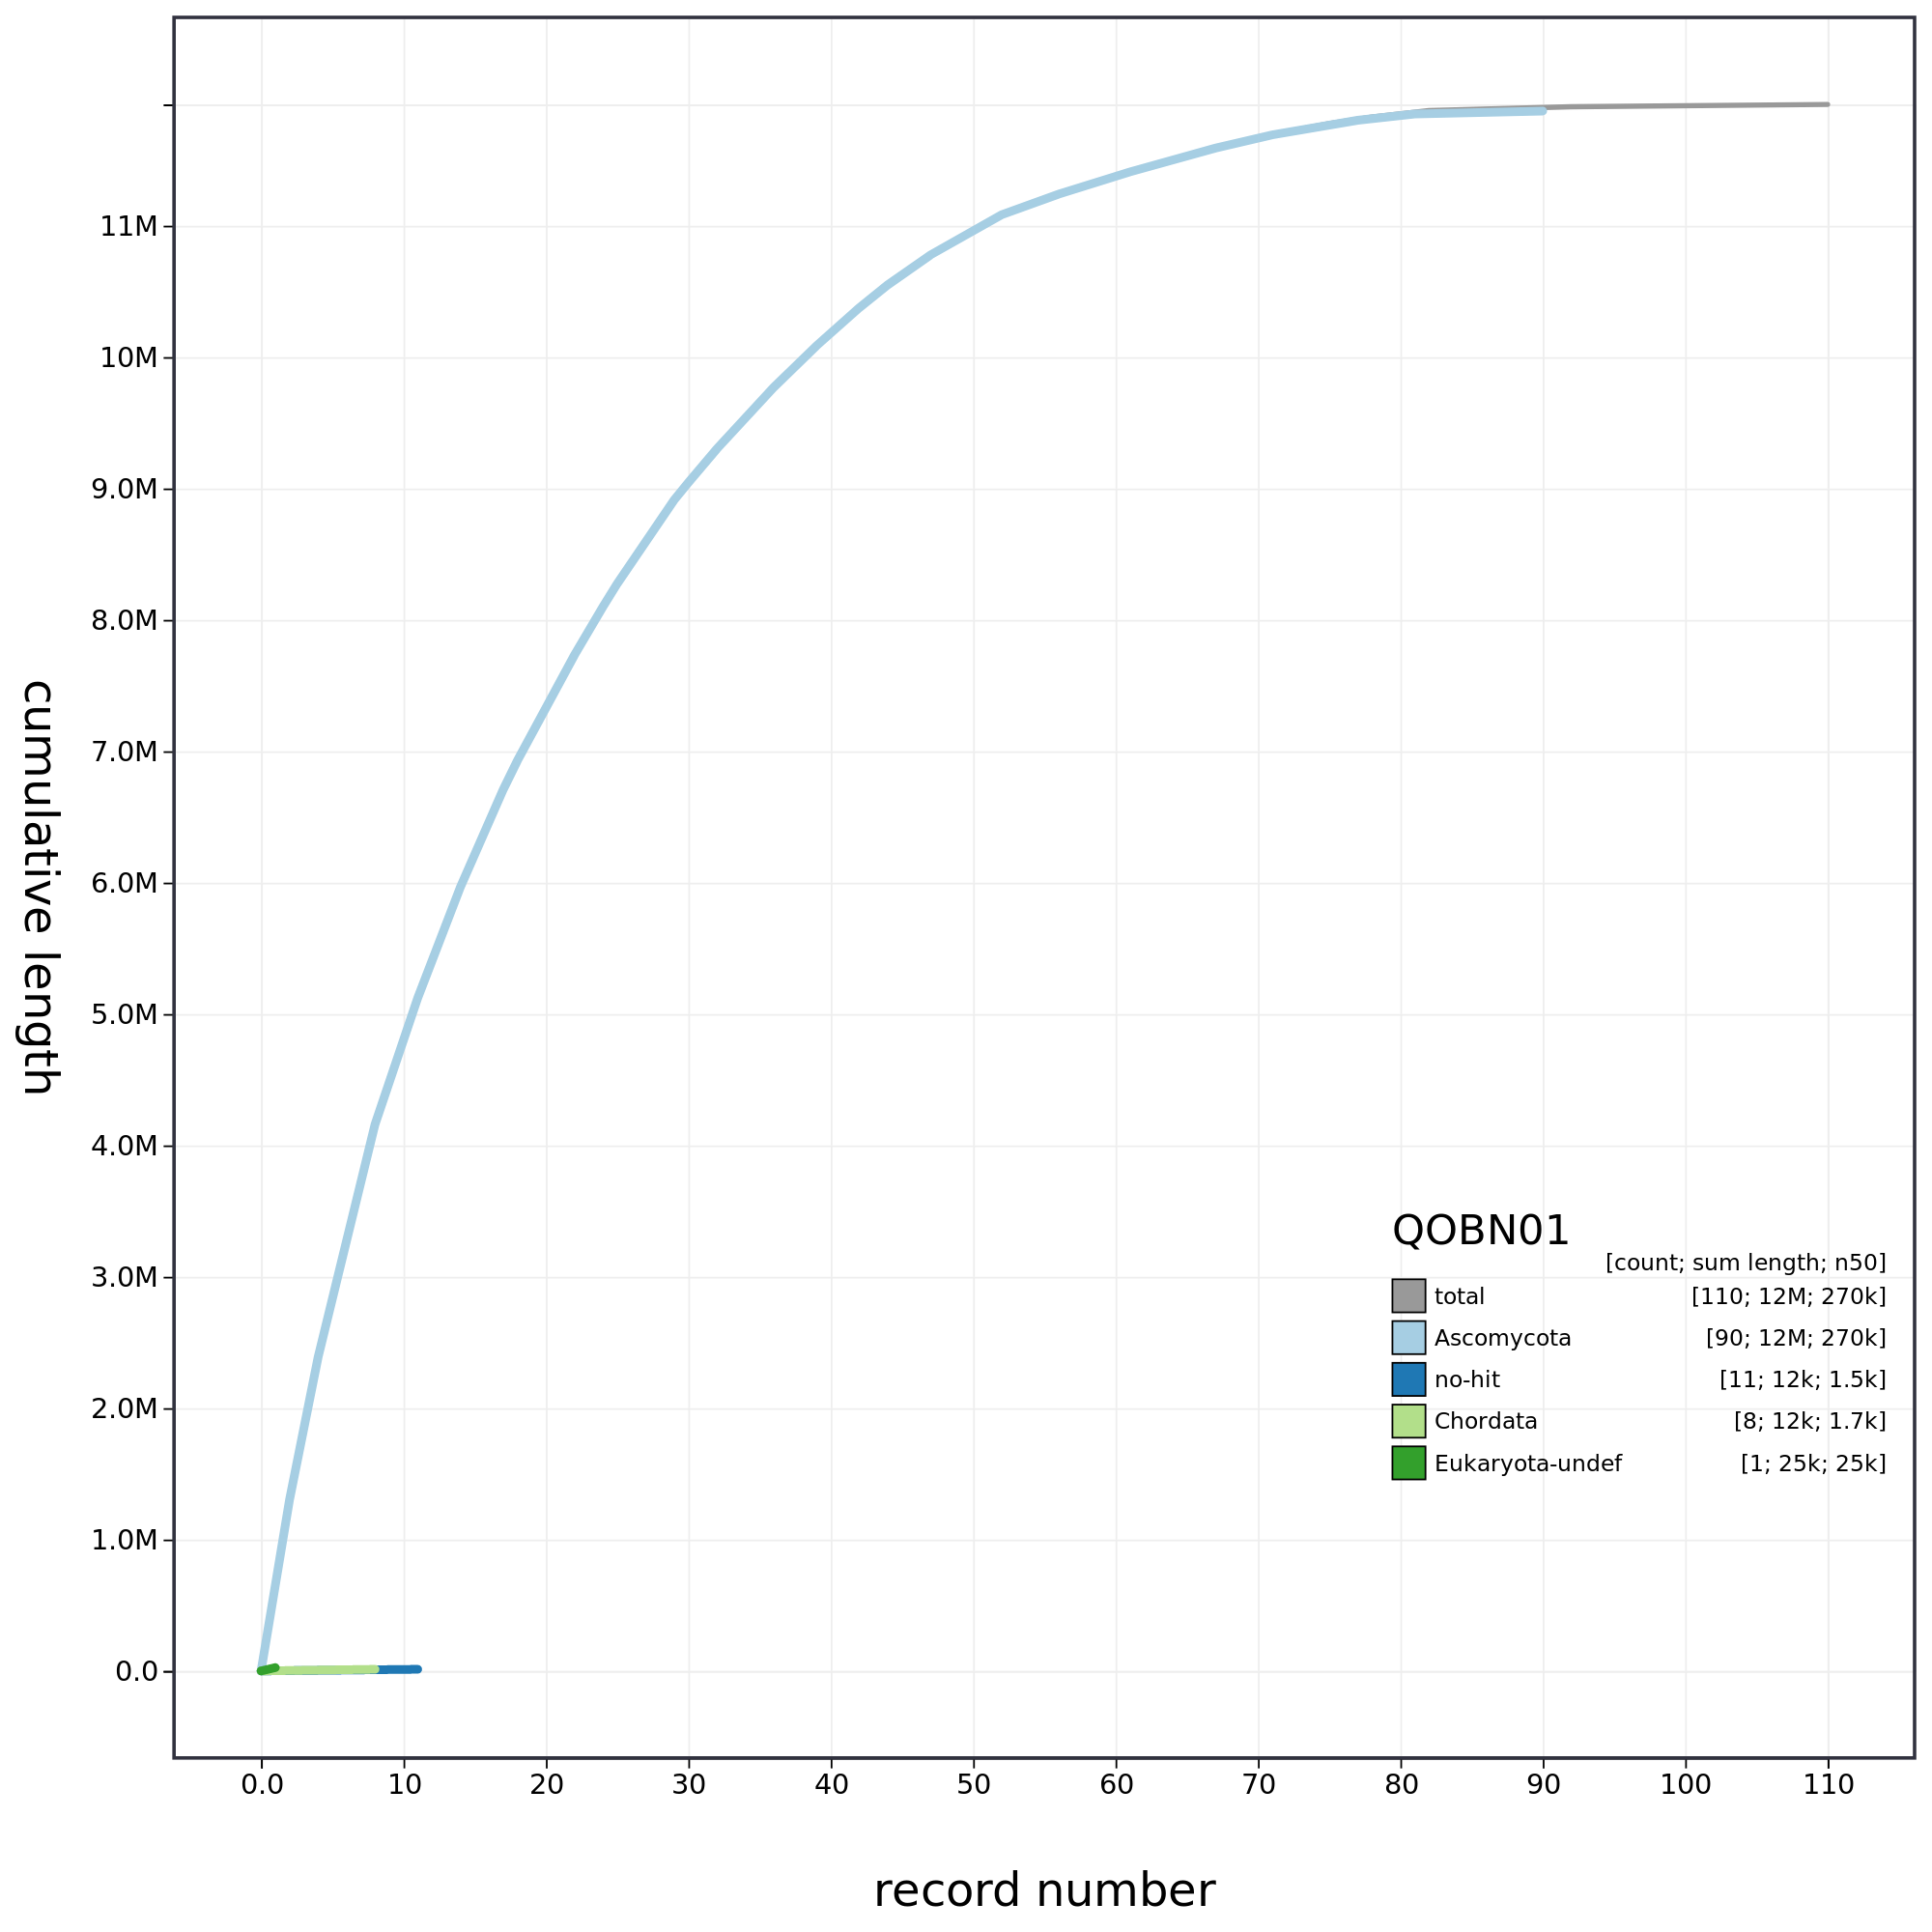 11M
10M
9.0M
8.0M
7.0M
6.0M
5.0M
4.0M
3.0M
2.0M
1.0M
0.0
cumulative length
QOBN01
[count; sum length; n50]
total [110; 12M; 270k]
Ascomycota [90; 12M; 270k]
no-hit [11; 12k; 1.5k]
Chordata [8; 12k; 1.7k]
Eukaryota-undef [1; 25k; 25k]
0.0 10 20 30 40 50 60 70 80 90 100 110
record number